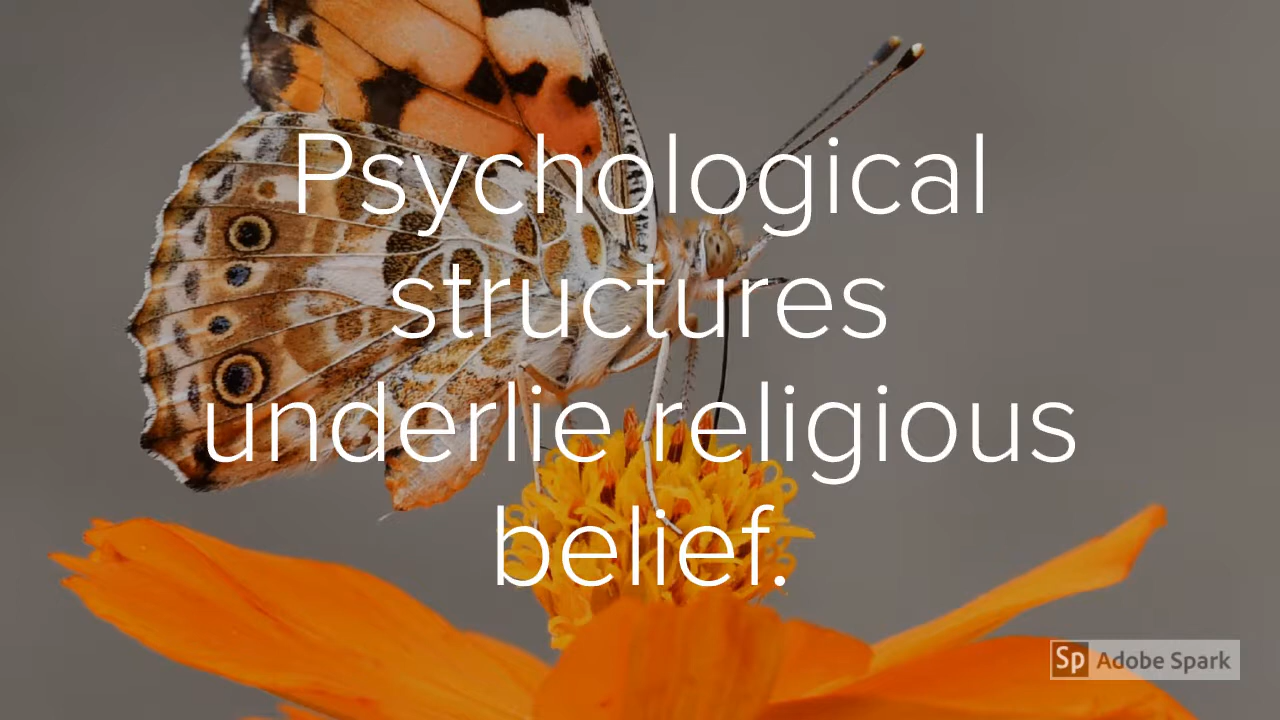 Psychological
structures
underlie religious
belief.
Sp Adobe Spark